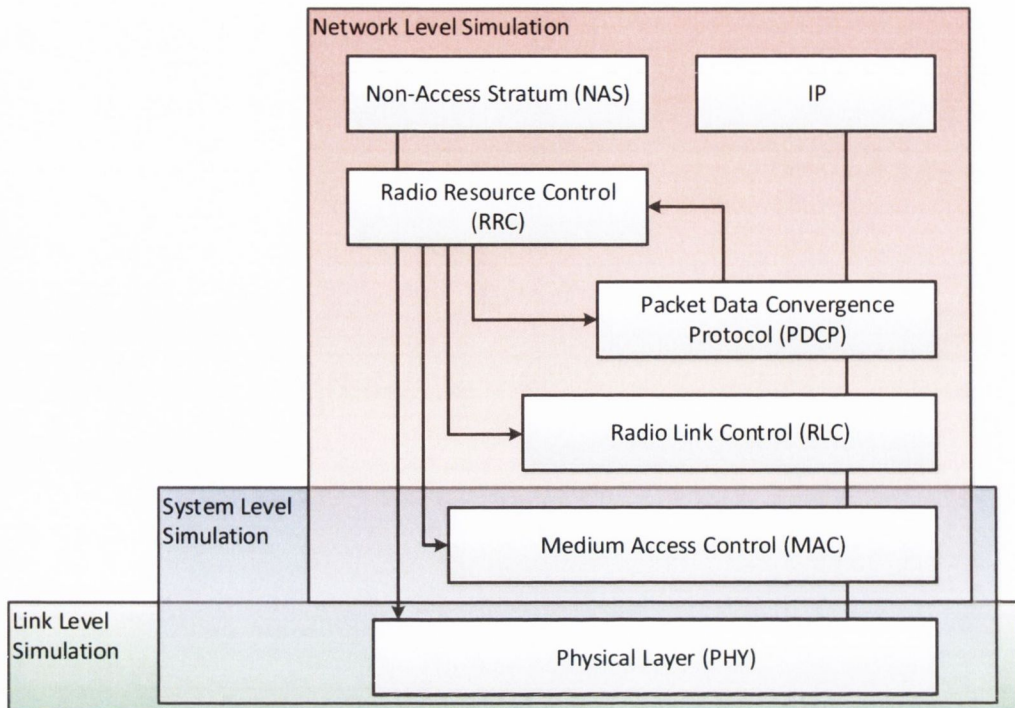 Network Level Simulation
Non-Access Stratum (NAS)
IP
Radio Resource Control
(RRC)
Packet Data Convergence
Protocol (PDCP)
Radio Link Control (RLC)
System Level
Simulation
Medium Access Control (MAC)
Link Level
Simulation
Physical Layer (PHY)